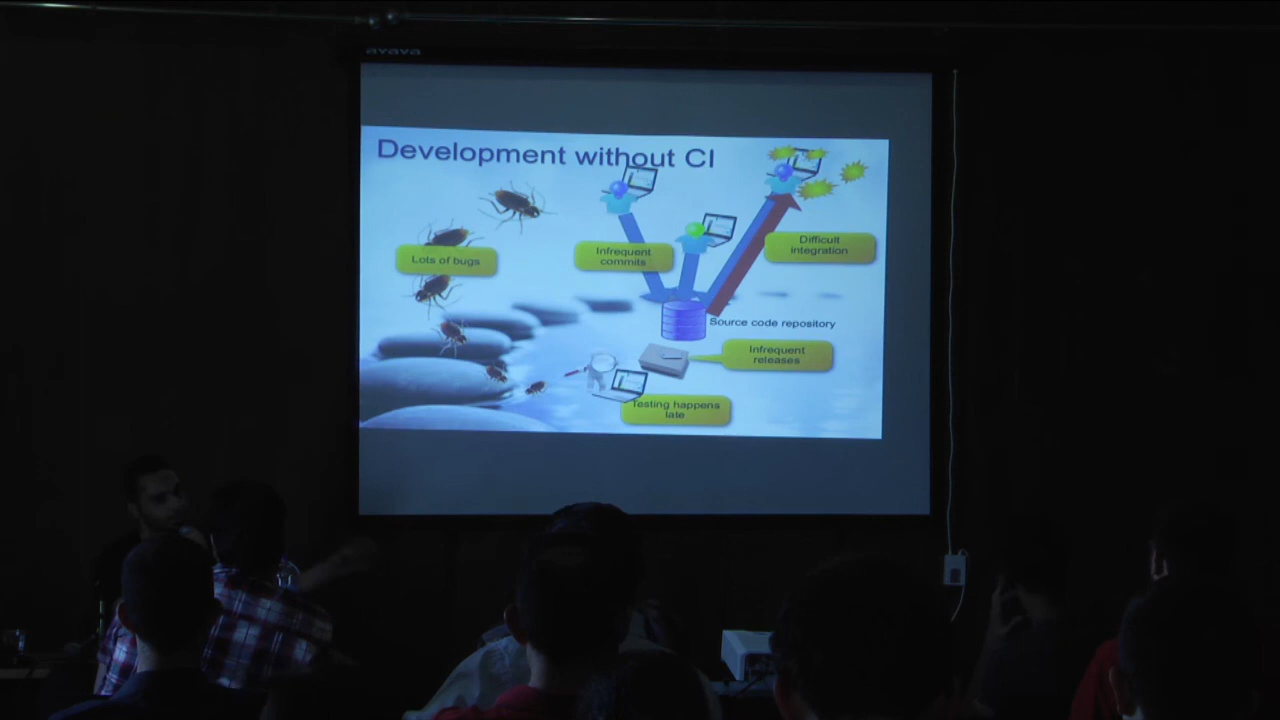 avaya
Development without CI
Lots of bugs
Infrequent
commits
Difficult
integration
Source code repository
Infrequent
releases
Testing happens
late